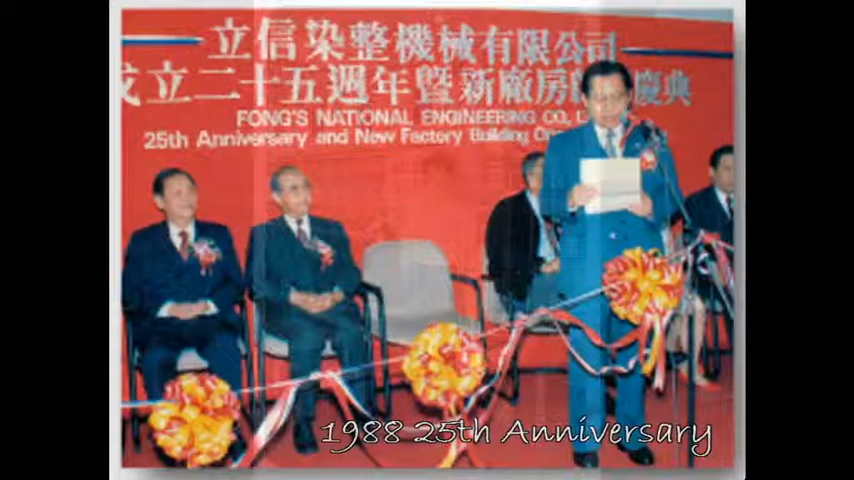 立信染整機械有限公司
成立二十五週年暨新廠房 慶典
FONG'S NATIONAL ENGINEERING CO., L
25th Anniversary and New Factory Building
1988 25th Anniversary